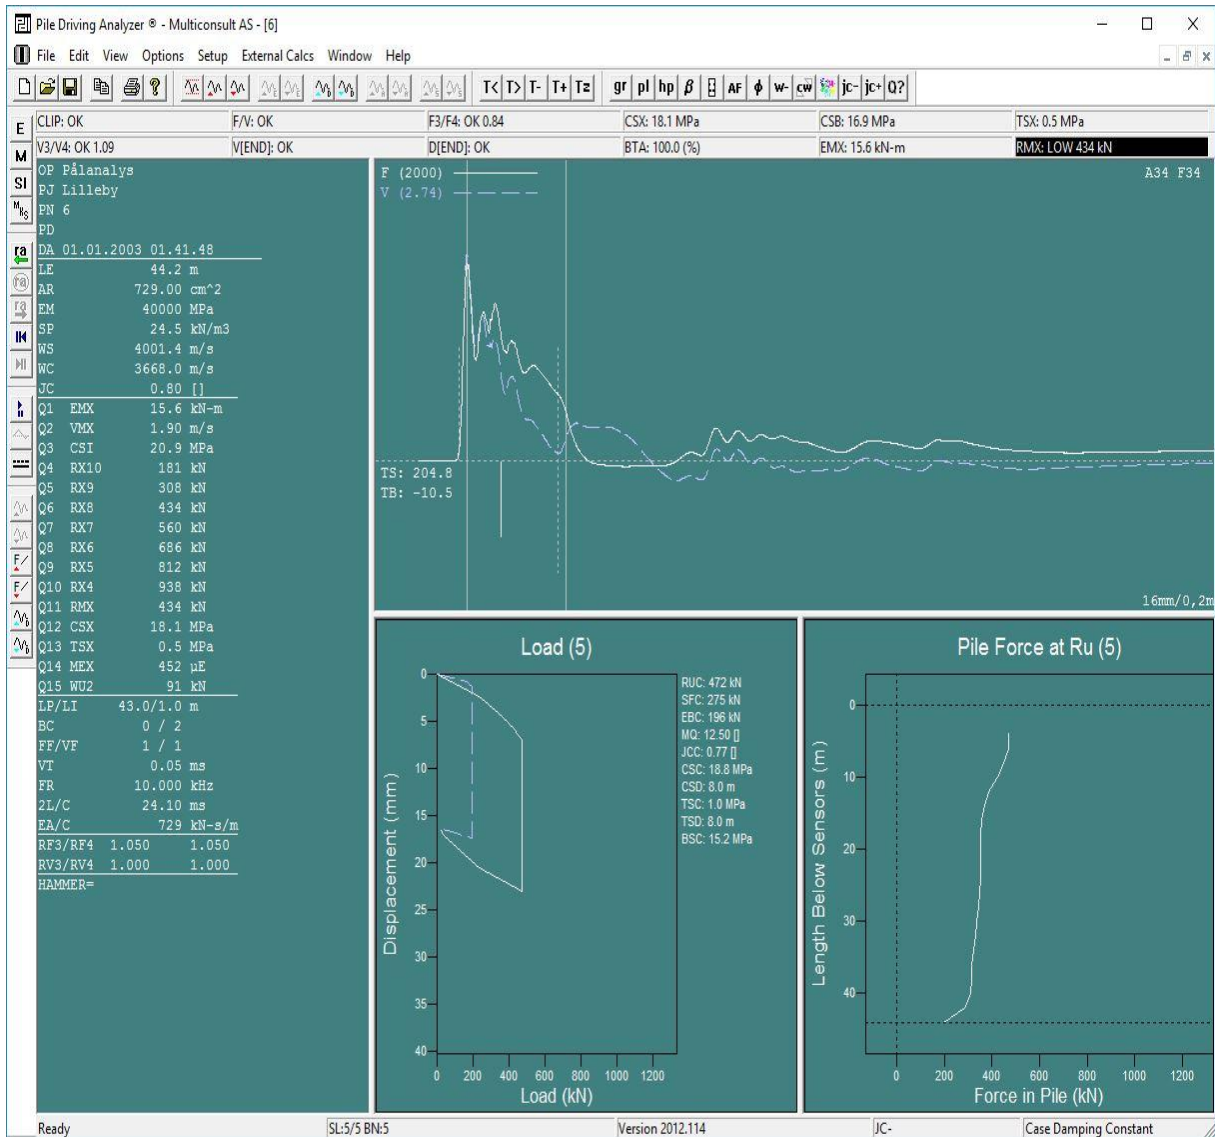 Pile Driving Analyzer ® - Multiconsult AS - [6]
File Edit View Options Setup External Calcs Window Help
T< T> T- T+ T± gr pl hp β AF ϕ w- cw jc- jc+ Q?
CLIP: OK F/V: OK F3/F4: OK 0.84 CSX: 18.1 MPa CSB: 16.9 MPa TSX: 0.5 MPa
V3/V4: OK 1.09 V[END]: OK D[END]: OK BTA: 100.0 (%) EMX: 15.6 kN-m RMX: LOW 434 kN
E
M
SI
ra
ra
ra
F
F
OP Pålanalys
PJ Lilleby
PN 6
PD
DA 01.01.2003 01.41.48
LE 44.2 m
AR 729.00 cm^2
EM 40000 MPa
SP 24.5 kN/m3
WS 4001.4 m/s
WC 3668.0 m/s
JC 0.80 []
Q1 EMX 15.6 kN-m
Q2 VMX 1.90 m/s
Q3 CSI 20.9 MPa
Q4 RX10 181 kN
Q5 RX9 308 kN
Q6 RX8 434 kN
Q7 RX7 560 kN
Q8 RX6 686 kN
Q9 RX5 812 kN
Q10 RX4 938 kN
Q11 RMX 434 kN
Q12 CSX 18.1 MPa
Q13 TSX 0.5 MPa
Q14 MEX 452 µE
Q15 WU2 91 kN
LP/LI 43.0/1.0 m
BC 0 / 2
FF/VF 1 / 1
VT 0.05 ms
FR 10.000 kHz
2L/C 24.10 ms
EA/C 729 kN-s/m
RF3/RF4 1.050 1.050
RV3/RV4 1.000 1.000
HAMMER=
F (2000)
V (2.74)
A34 F34
TS: 204.8
TB: -10.5
16mm/0,2m
Load (5)
RUC: 472 kN
SFC: 275 kN
EBC: 196 kN
MQ: 12.50 []
JCC: 0.77 []
CSC: 18.8 MPa
CSD: 8.0 m
TSC: 1.0 MPa
TSD: 8.0 m
BSC: 15.2 MPa
Displacement (mm)
0
5
10
15
20
25
30
35
40
0 200 400 600 800 1000 1200
Load (kN)
Pile Force at Ru (5)
Length Below Sensors (m)
0
10
20
30
40
0 200 400 600 800 1000 1200
Force in Pile (kN)
Ready SL:5/5 BN:5 Version 2012.114 JC- Case Damping Constant